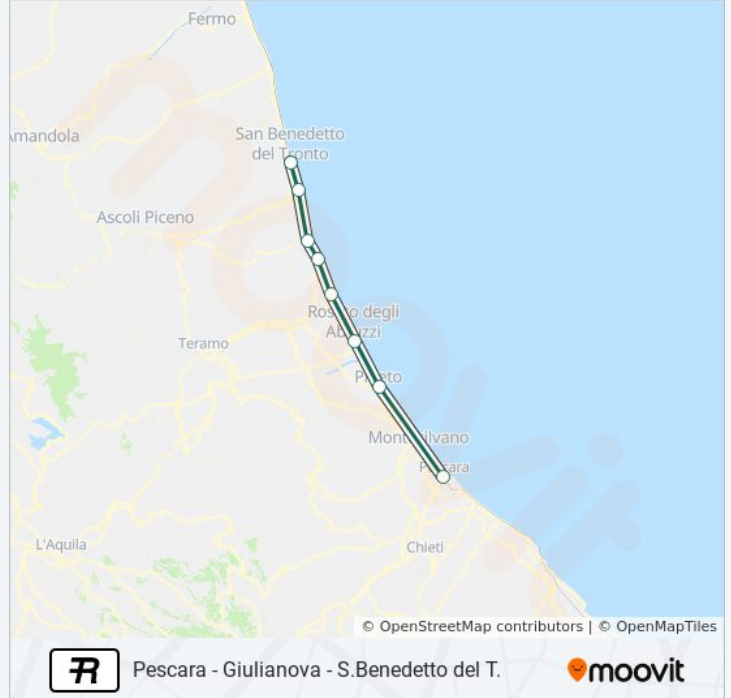 Fermo
Amandola
San Benedetto
del Tronto
Ascoli Piceno
Roseto degli
Abruzzi
Teramo
Pineto
Montesilvano
Pescara
L'Aquila
Chieti
© OpenStreetMap contributors | © OpenMapTiles
R
Pescara - Giulianova - S.Benedetto del T.
moovit